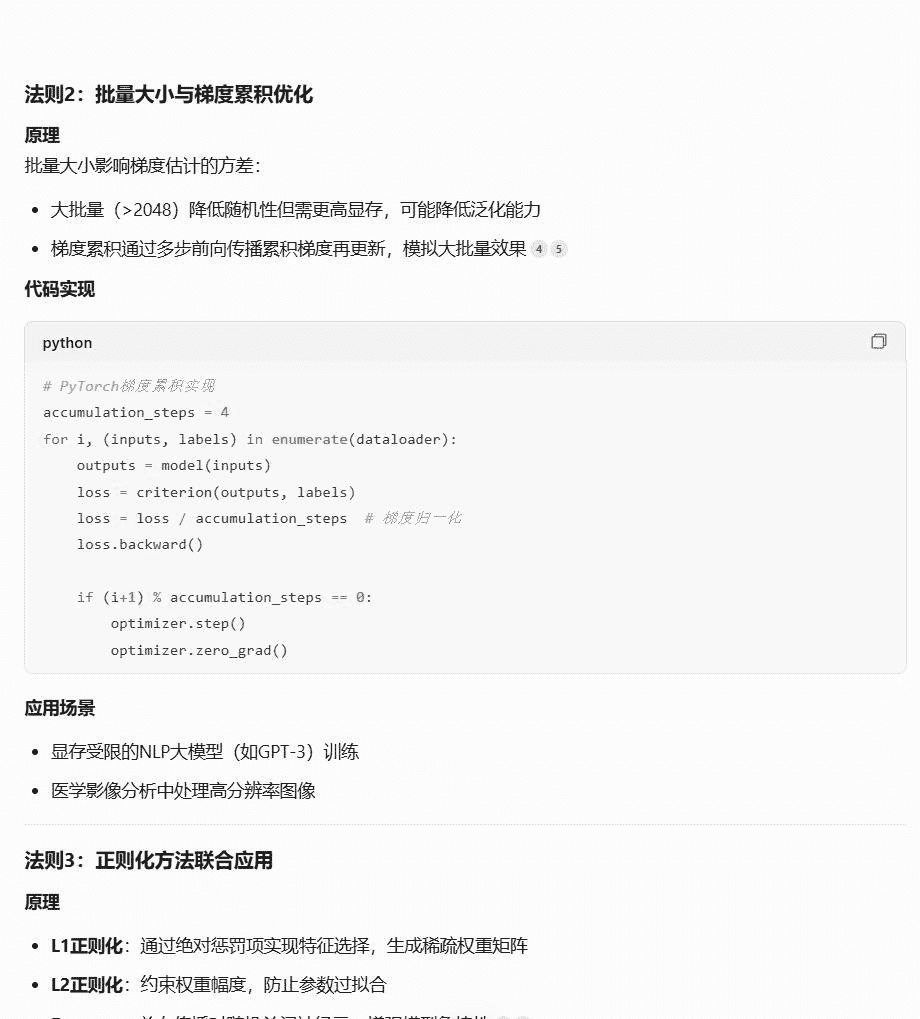 法则2：批量大小与梯度累积优化
原理
批量大小影响梯度估计的方差：
大批量（>2048）降低随机性但需更高显存，可能降低泛化能力
梯度累积通过多步前向传播累积梯度再更新，模拟大批量效果 4 5
代码实现
python
# PyTorch梯度累积实现
accumulation_steps = 4
for i, (inputs, labels) in enumerate(dataloader):
    outputs = model(inputs)
    loss = criterion(outputs, labels)
    loss = loss / accumulation_steps  # 梯度归一化
    loss.backward()
    if (i+1) % accumulation_steps == 0:
        optimizer.step()
        optimizer.zero_grad()
应用场景
显存受限的NLP大模型（如GPT-3）训练
医学影像分析中处理高分辨率图像
法则3：正则化方法联合应用
原理
L1正则化：通过绝对惩罚项实现特征选择，生成稀疏权重矩阵
L2正则化：约束权重幅度，防止参数过拟合